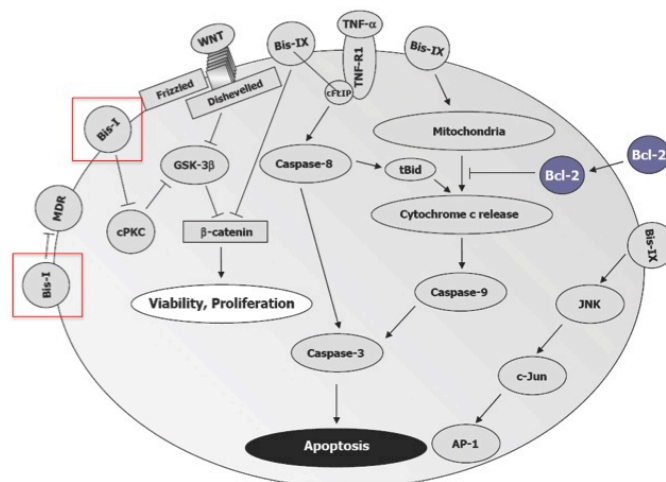 WNT
Bis-IX
TNF-α
TNF-R1
Bis-IX
Frizzled
Dishevelled
Bis-I
Mitochondria
GSK-3β
Caspase-8
tBid
Bcl-2
Bcl-2
MDR
cPKC
β-catenin
Cytochrome c release
Bis-IX
Bis-I
Viability, Proliferation
Caspase-9
JNK
Caspase-3
c-Jun
Apoptosis
AP-1